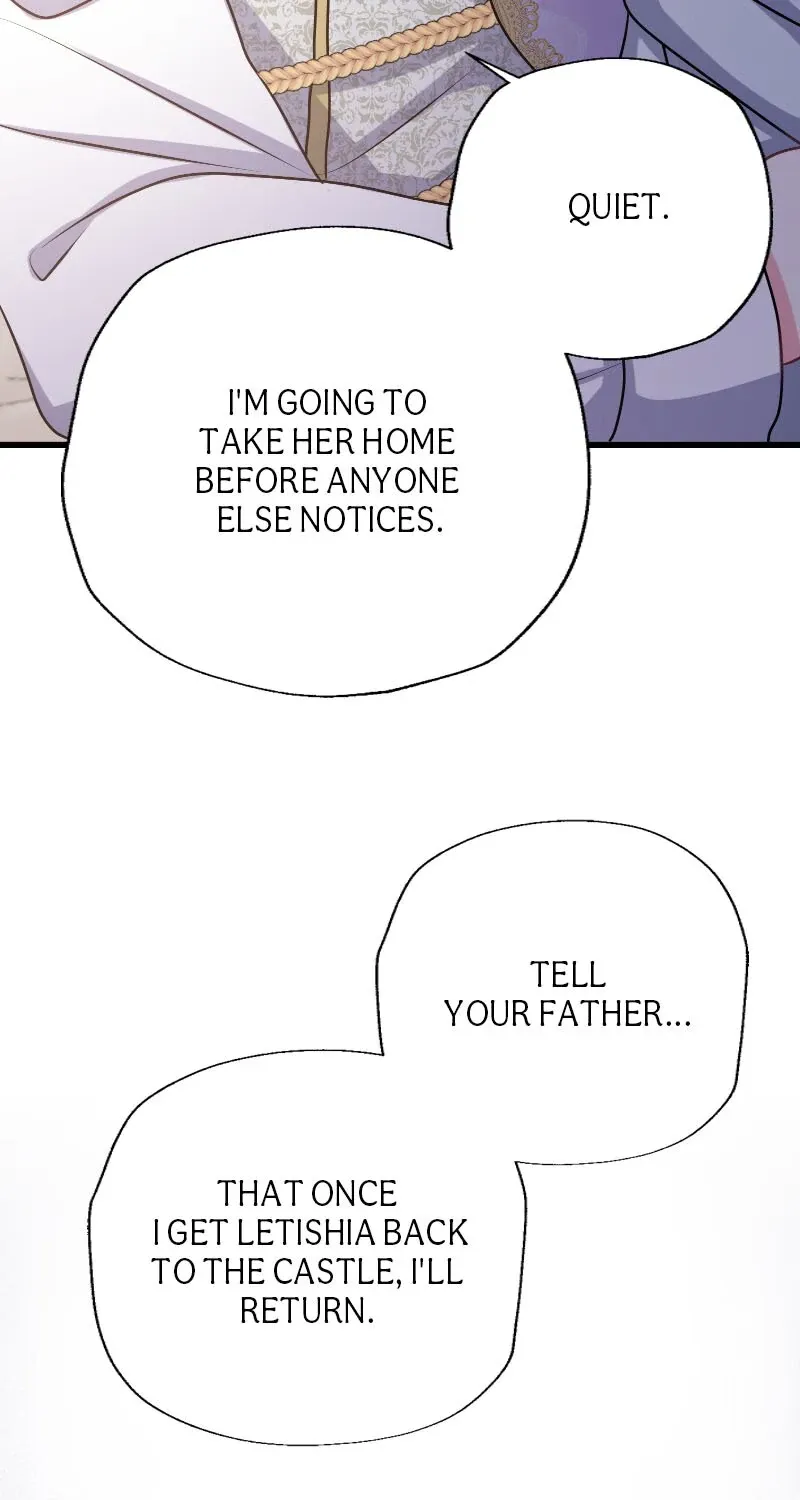 QUIET.
I'M GOING TO
TAKE HER HOME
BEFORE ANYONE
ELSE NOTICES.
TELL
YOUR FATHER...
THAT ONCE
I GET LETISHIA BACK
TO THE CASTLE, I'LL
RETURN.